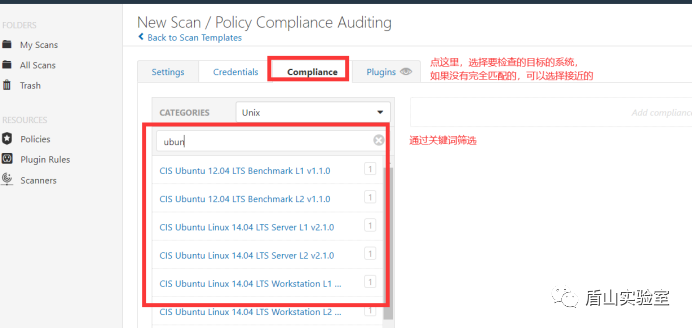 New Scan / Policy Compliance Auditing
Back to Scan Templates
FOLDERS
My Scans
All Scans
Trash
RESOURCES
Policies
Plugin Rules
Scanners
Settings
Credentials
Compliance
Plugins
点这里，选择要检查的目标的系统，
如果没有完全匹配的，可以选择接近的
CATEGORIES
Unix
Add compliance
ubun
通过关键词筛选
CIS Ubuntu 12.04 LTS Benchmark L1 v1.1.0 1
CIS Ubuntu 12.04 LTS Benchmark L2 v1.1.0 1
CIS Ubuntu Linux 14.04 LTS Server L1 v2.1.0 1
CIS Ubuntu Linux 14.04 LTS Server L2 v2.1.0 1
CIS Ubuntu Linux 14.04 LTS Workstation L1 ... 1
CIS Ubuntu Linux 14.04 LTS Workstation L2 ... 1
盾山实验室